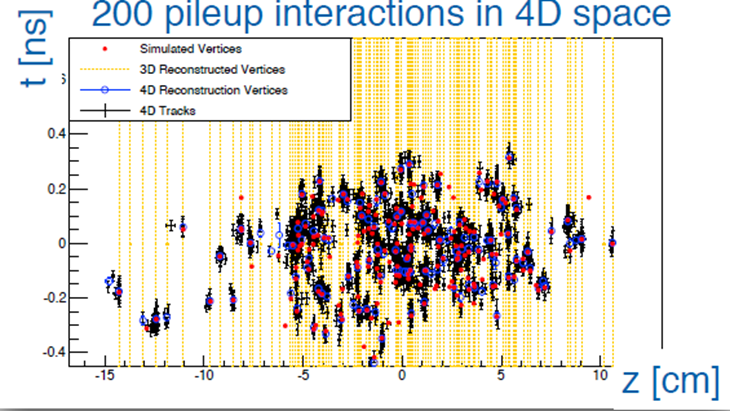 200 pileup interactions in 4D space
t [ns]
Simulated Vertices
3D Reconstructed Vertices
4D Reconstruction Vertices
4D Tracks
0.4
0.2
0
-0.2
-0.4
-15 -10 -5 0 5 10
z [cm]